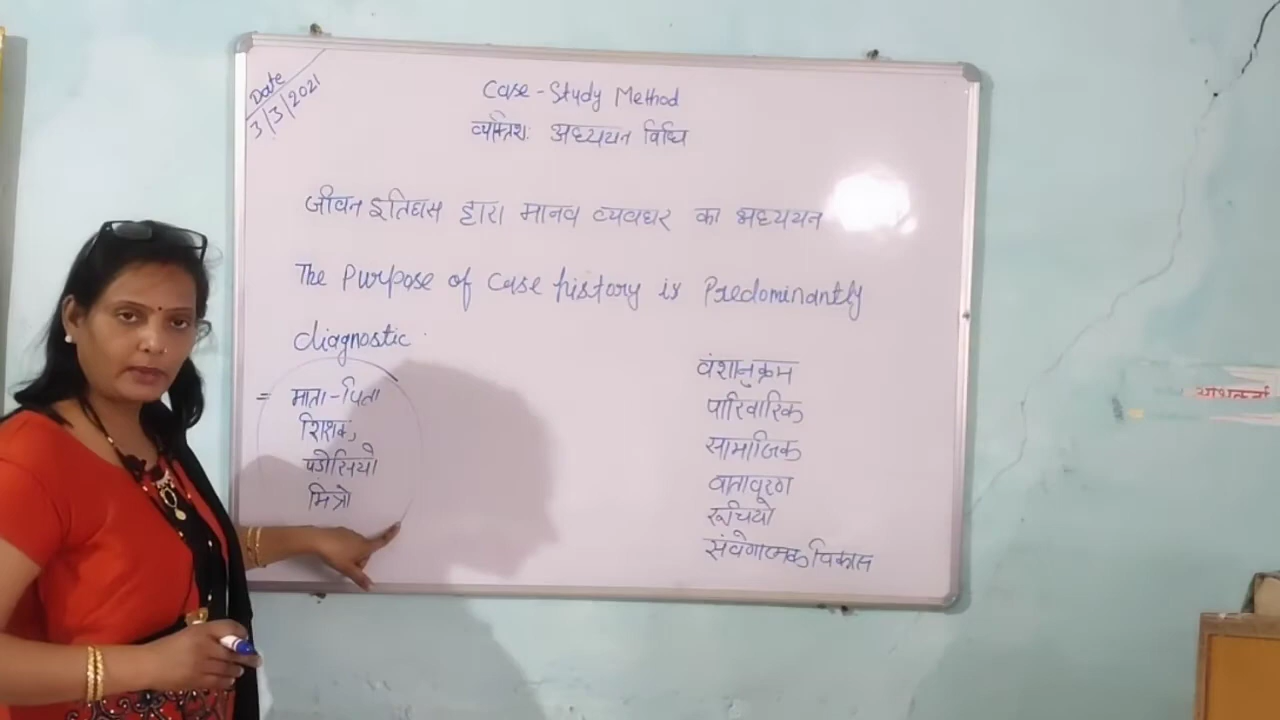 Date
3/3/2021
Case-Study Method
व्यक्तिशः अध्ययन विधि
जीवन इतिहास द्वारा मानव व्यवहार का अध्ययन
The Purpose of case history is Predominantly
diagnostic.
= माता-पिता
शिक्षक,
पडोसियो
मित्रो
वंशानुक्रम
पारिवारिक
सामाजिक
वातावरण
रूचियो
संवेगात्मक विकास